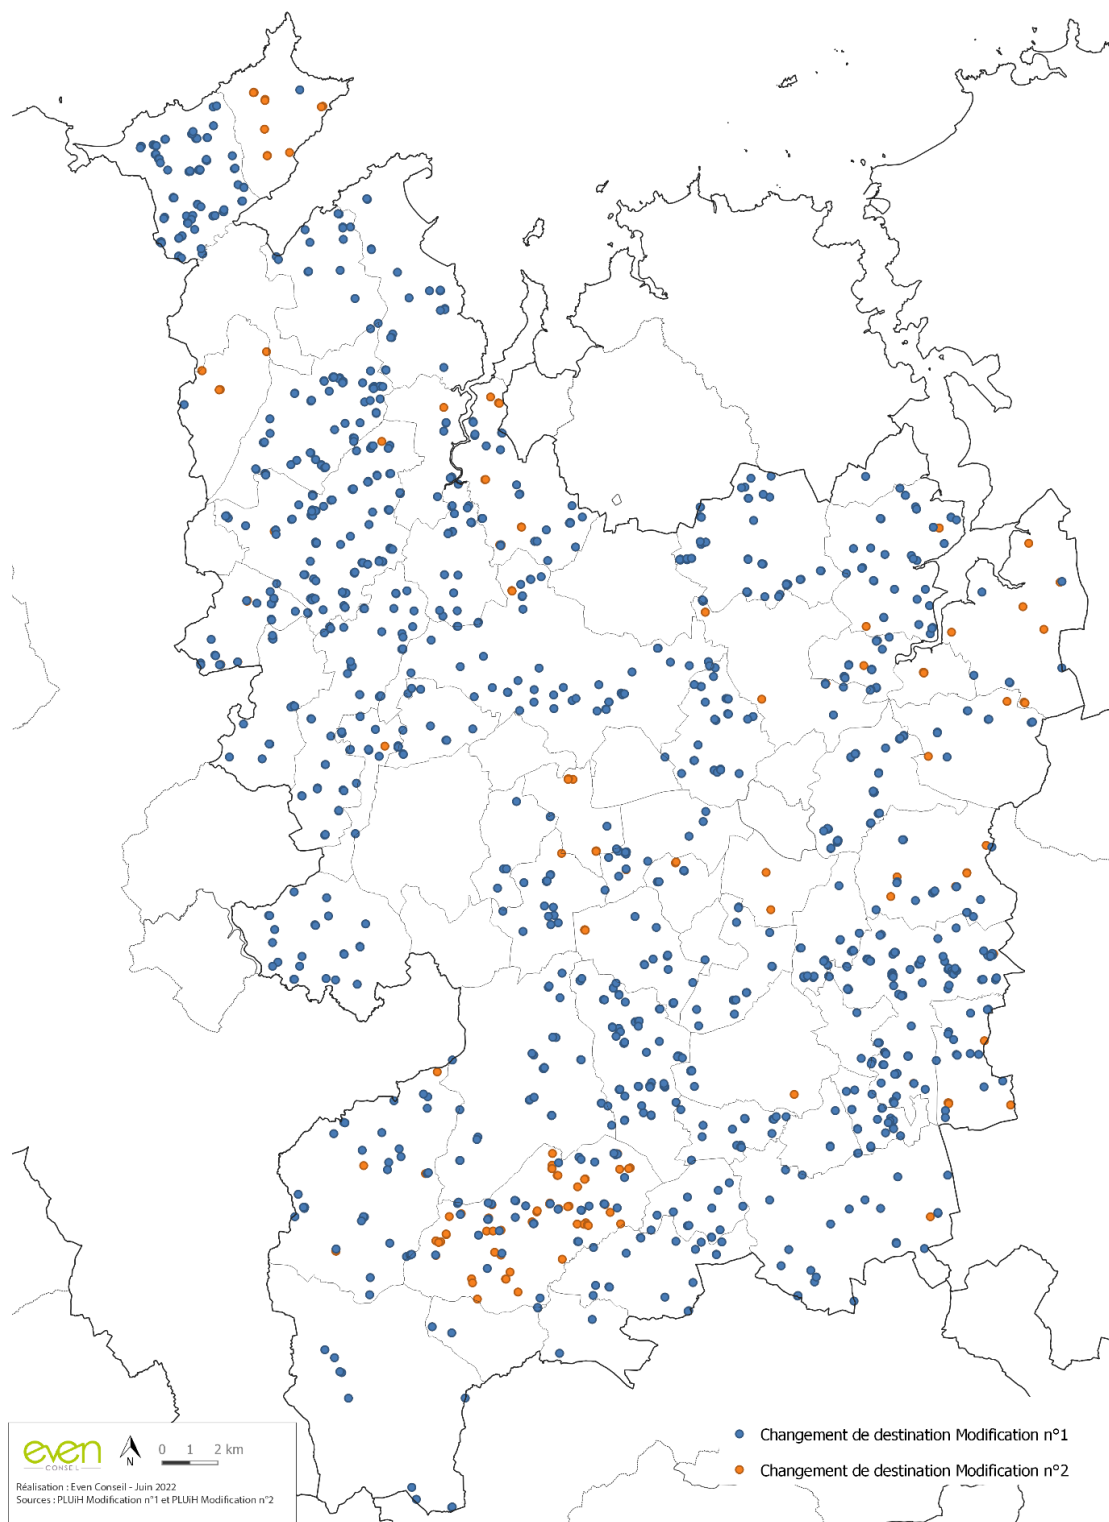 Changement de destination Modification n°1
Changement de destination Modification n°2
even
CONSEIL
N
0 1 2 km
Réalisation : Even Conseil - Juin 2022
Sources : PLUiH Modification n°1 et PLUiH Modification n°2